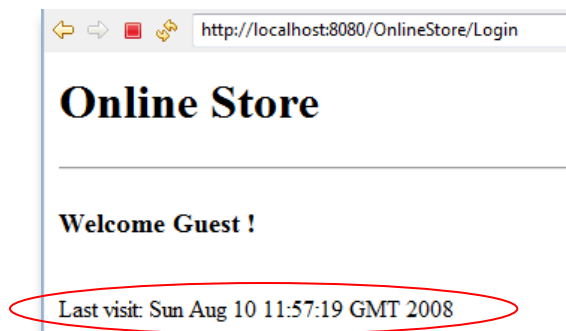 http://localhost:8080/OnlineStore/Login
Online Store
Welcome Guest !
Last visit: Sun Aug 10 11:57:19 GMT 2008